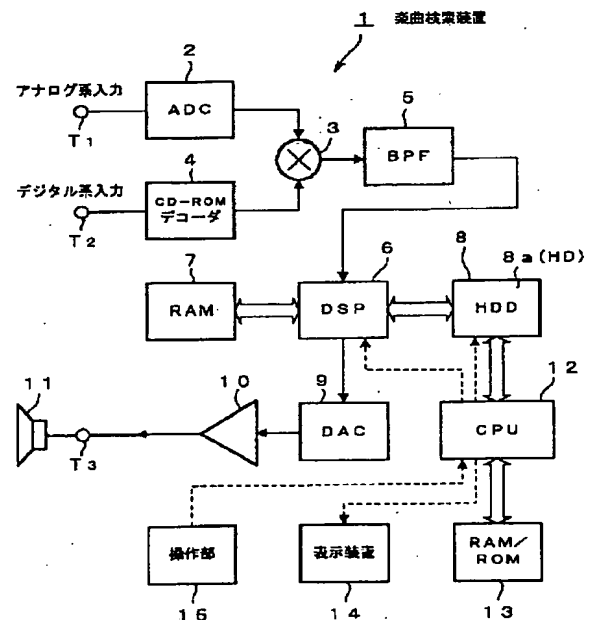 1 楽曲検索装置
2
アナログ系入力
ADC
T1
3
5
BPF
4
デジタル系入力
CD-ROM
デコーダ
T2
6
7
8
8a(HD)
RAM
DSP
HDD
12
11
10
9
DAC
CPU
T3
操作部
表示装置
RAM/
ROM
15
14
13